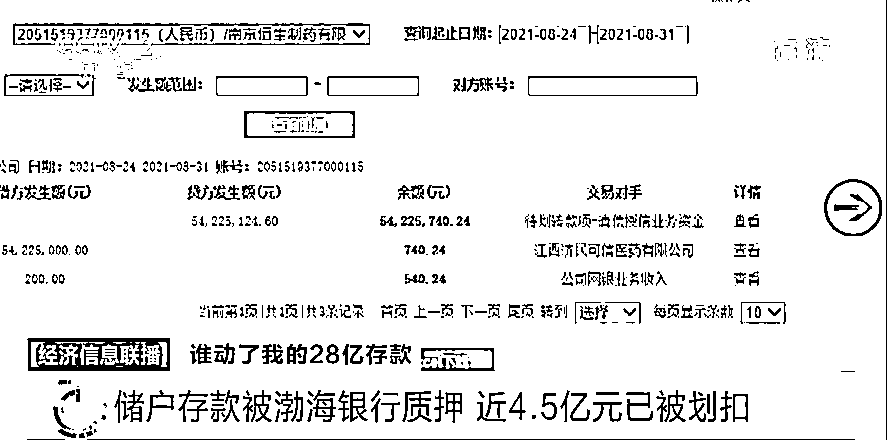 2051519377000115 (人民币) /南京恒生制药有限 查询起止日期: 2021-08-24 - 2021-08-31
-请选择- 发生额范围: - 对方账号:
公司 日期: 2021-08-24 2021-08-31 账号: 2051519377000115
借方发生额(元) 贷方发生额(元) 余额(元) 交易对手 详情
54,225,124.60 54,225,740.24 待划转款项-清信授信业务资金 查看
54,225,000.00 740.24 江西济民可信医药有限公司 查看
200.00 540.24 公司网银业务收入 查看
当前第1页|共1页|共3条记录 首页 上一页 下一页 尾页 转到 选择 每页显示条数 10
经济信息联播 谁动了我的28亿存款
储户存款被渤海银行质押 近4.5亿元已被划扣